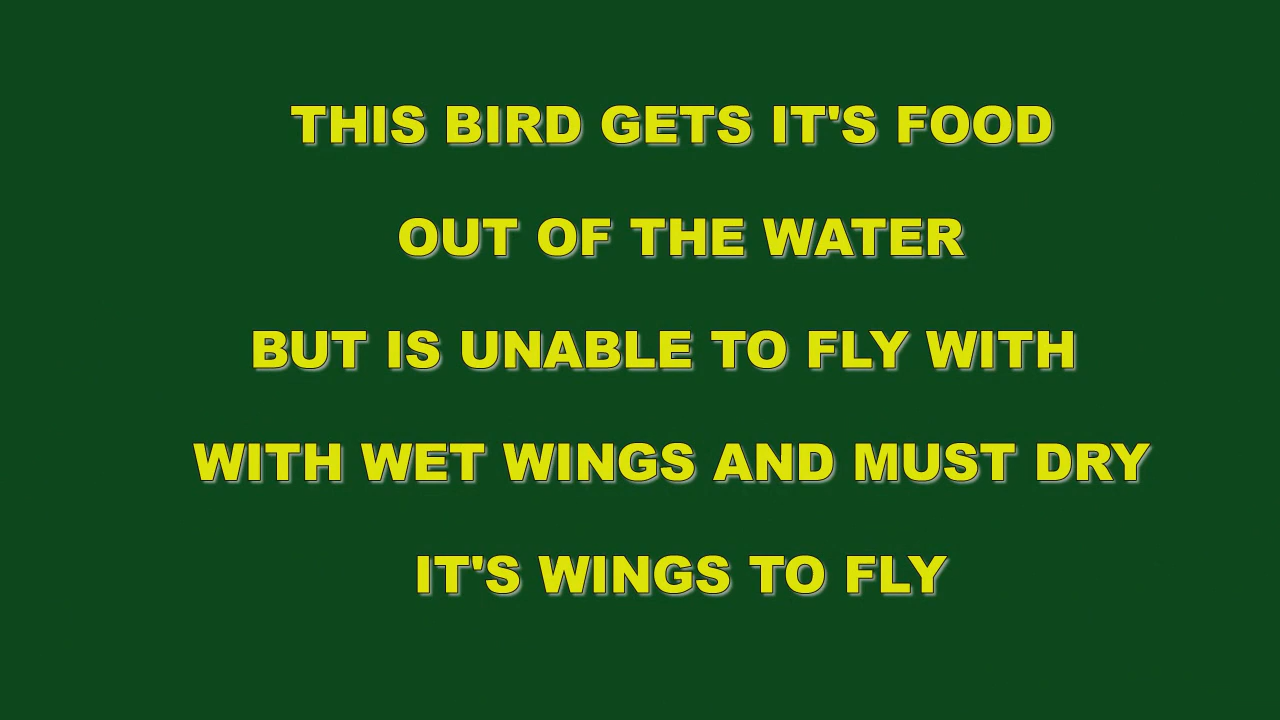 THIS BIRD GETS IT'S FOOD
OUT OF THE WATER
BUT IS UNABLE TO FLY WITH
WITH WET WINGS AND MUST DRY
IT'S WINGS TO FLY